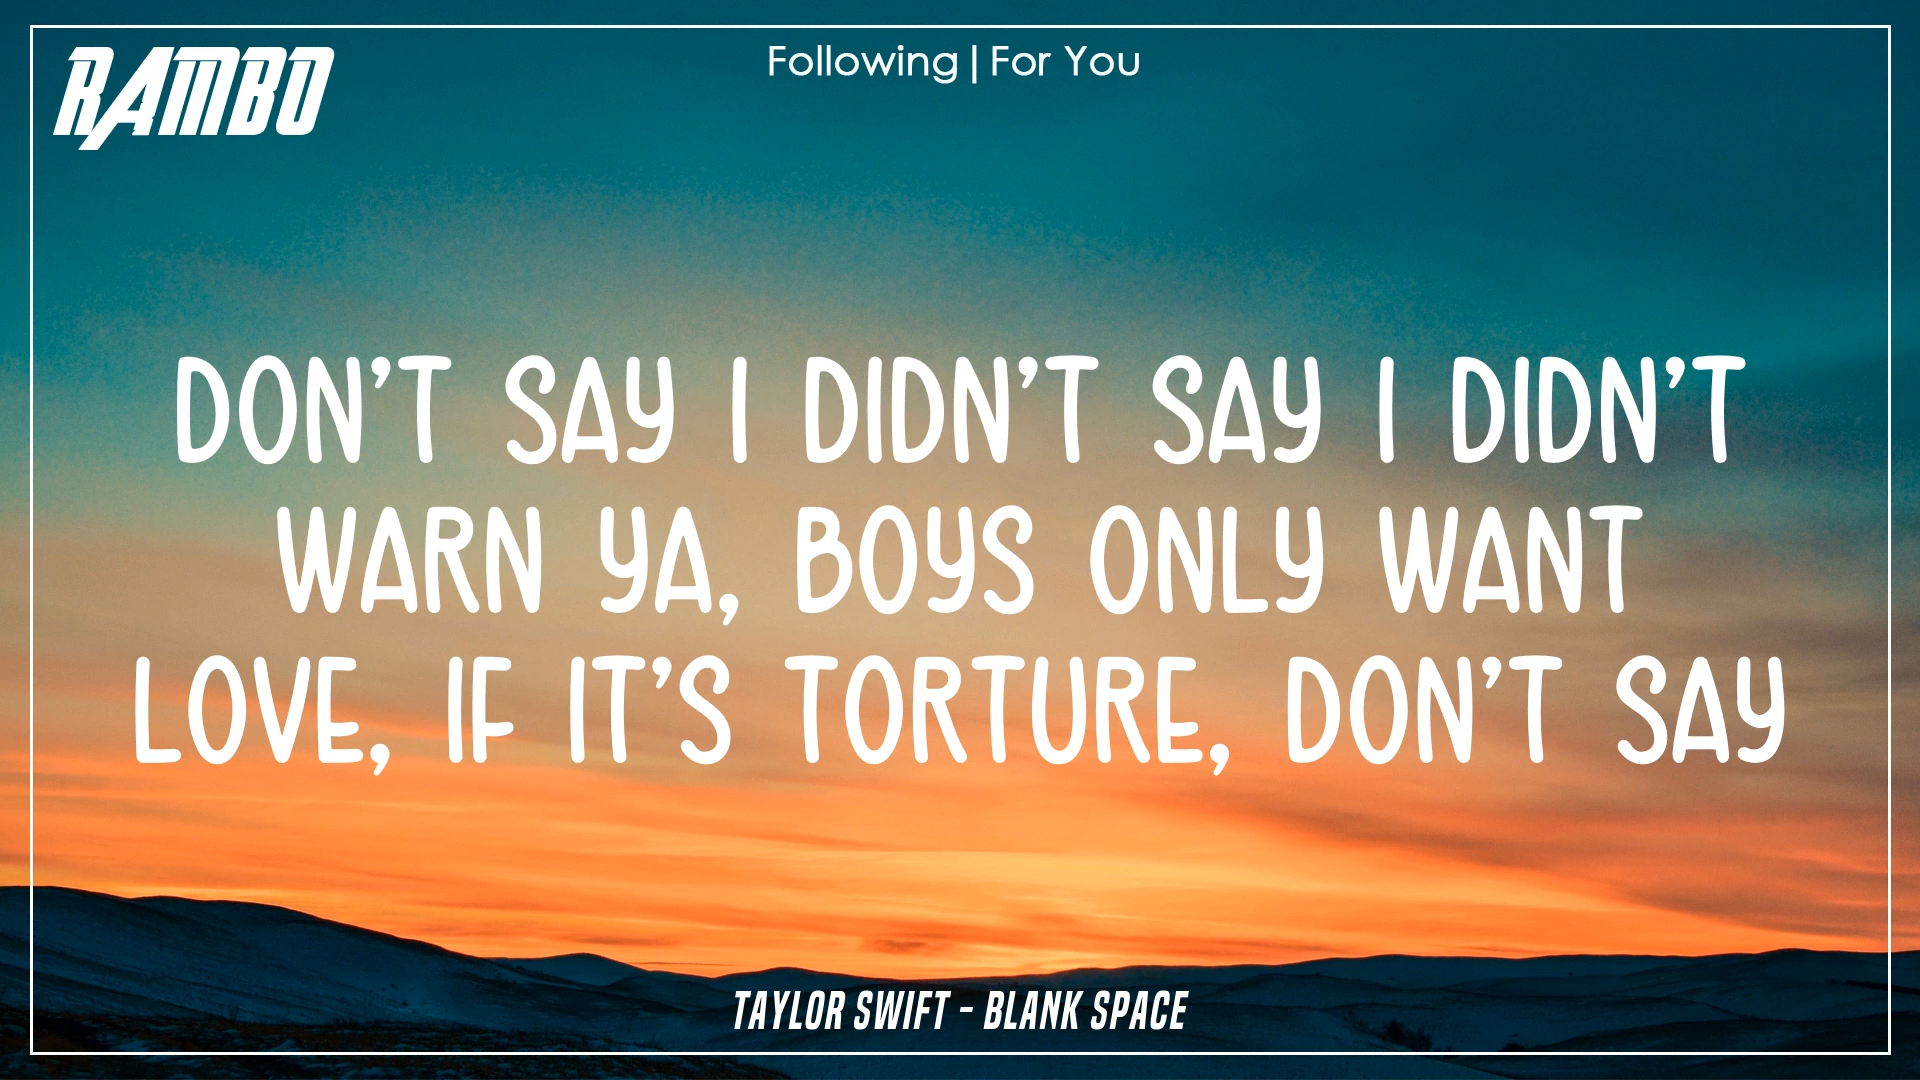 RAMBO
Following | For You
DON'T SAY I DIDN'T SAY I DIDN'T
WARN YA, BOYS ONLY WANT
LOVE, IF IT'S TORTURE, DON'T SAY
TAYLOR SWIFT - BLANK SPACE